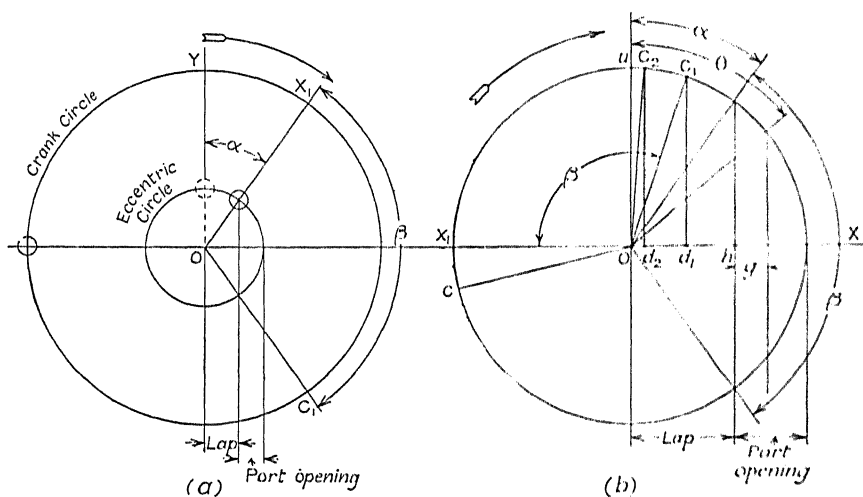 Y
X₁
Crank Circle
α
Eccentric
Circle
O
β
C₁
Lap
Port opening
(a)
α
θ
u
C₂
C₁
β
X₁
X
O
d₂
d₁
h
g
β
C
Lap
Port
opening
(b)